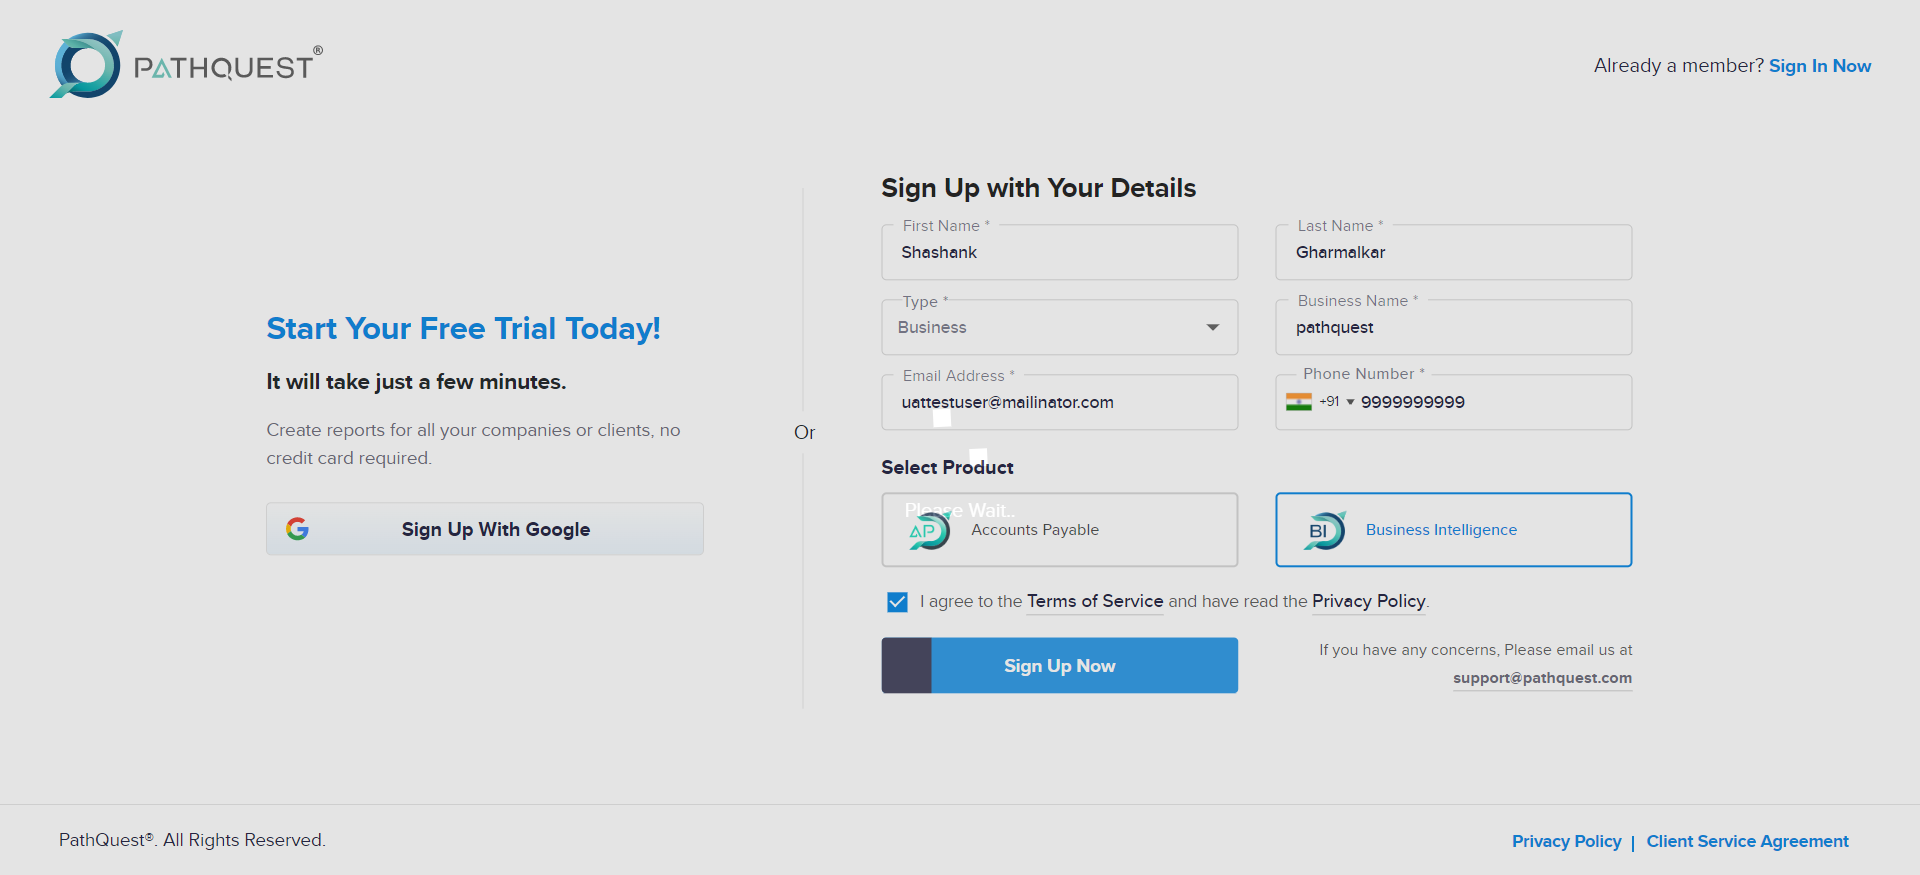 PATHQUEST®
Already a member? Sign In Now
Start Your Free Trial Today!
It will take just a few minutes.
Create reports for all your companies or clients, no
credit card required.
Sign Up With Google
Or
Sign Up with Your Details
First Name *
Shashank
Last Name *
Gharmalkar
Type *
Business
Business Name *
pathquest
Email Address *
uattestuser@mailinator.com
Phone Number *
+91 9999999999
Select Product
Please Wait..
AP Accounts Payable
BI Business Intelligence
I agree to the Terms of Service and have read the Privacy Policy.
Sign Up Now
If you have any concerns, Please email us at
support@pathquest.com
PathQuest®. All Rights Reserved.
Privacy Policy | Client Service Agreement